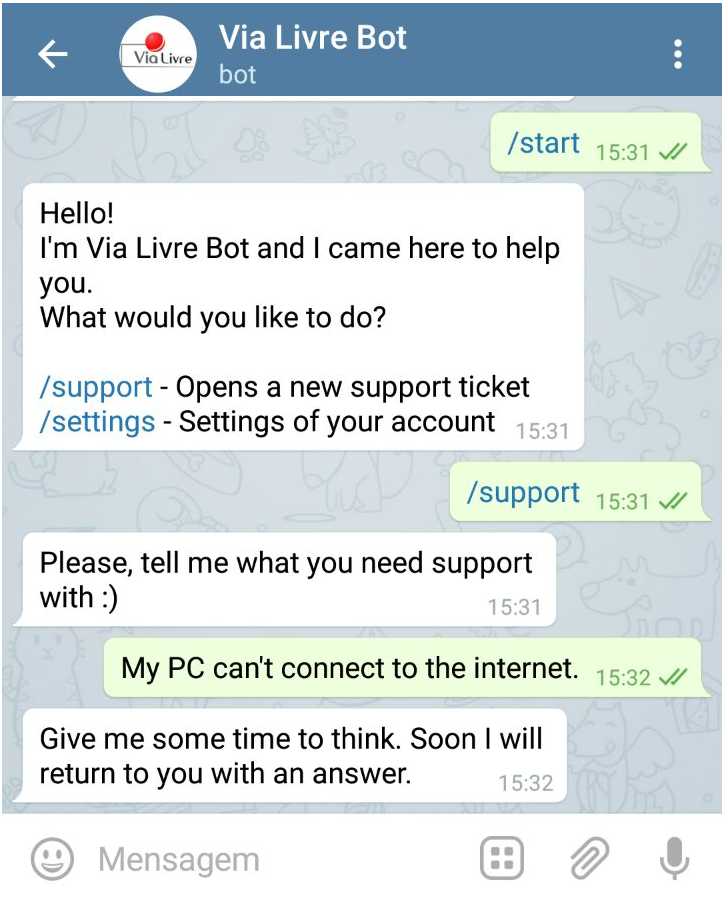 Via Livre Bot
Via Livre
bot
/start 15:31
Hello!
I'm Via Livre Bot and I came here to help
you.
What would you like to do?
/support - Opens a new support ticket
/settings - Settings of your account 15:31
/support 15:31
Please, tell me what you need support
with :) 15:31
My PC can't connect to the internet. 15:32
Give me some time to think. Soon I will
return to you with an answer. 15:32
Mensagem